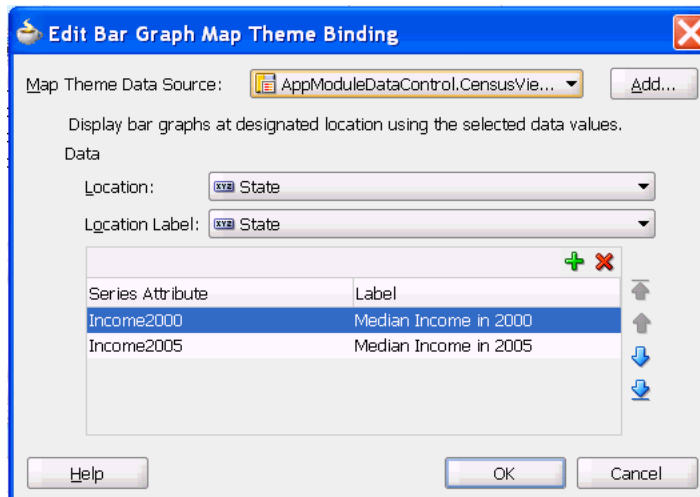 Edit Bar Graph Map Theme Binding
Map Theme Data Source: AppModuleDataControl.CensusVie... Add...
Display bar graphs at designated location using the selected data values.
Data
Location: xyz State
Location Label: xyz State
Series Attribute Label
Income2000 Median Income in 2000
Income2005 Median Income in 2005
Help OK Cancel